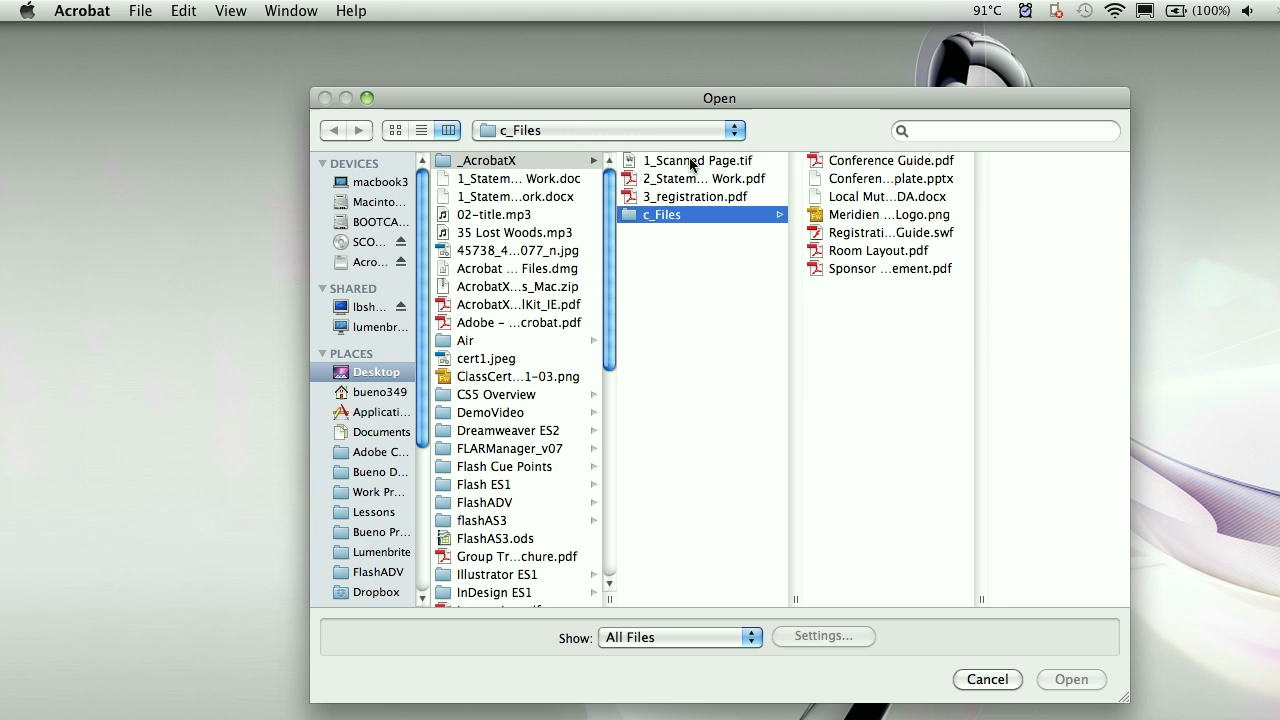 Acrobat File Edit View Window Help 91°C (100%)
Open
c_Files
DEVICES
macbook3
Macinto...
BOOTCA...
SCO...
Acro...
SHARED
lbsh...
lumenbr...
PLACES
Desktop
bueno349
Applicati...
Documents
Adobe C...
Bueno D...
Work Pr...
Lessons
Bueno Pr...
Lumenbrite
FlashADV
Dropbox
_AcrobatX
1_Statem... Work.doc
1_Statem...ork.docx
02-title.mp3
35 Lost Woods.mp3
45738_4...077_n.jpg
Acrobat ... Files.dmg
AcrobatX...s_Mac.zip
AcrobatX...lKit_IE.pdf
Adobe - ...crobat.pdf
Air
cert1.jpeg
ClassCert...1-03.png
CS5 Overview
DemoVideo
Dreamweaver ES2
FLARManager_v07
Flash Cue Points
Flash ES1
FlashADV
flashAS3
FlashAS3.ods
Group Tr...chure.pdf
Illustrator ES1
InDesign ES1
1_Scanned Page.tif
2_Statem... Work.pdf
3_registration.pdf
c_Files
Conference Guide.pdf
Conferen...plate.pptx
Local Mut...DA.docx
Meridien ...Logo.png
Registrati...Guide.swf
Room Layout.pdf
Sponsor ...ement.pdf
Show: All Files Settings...
Cancel Open